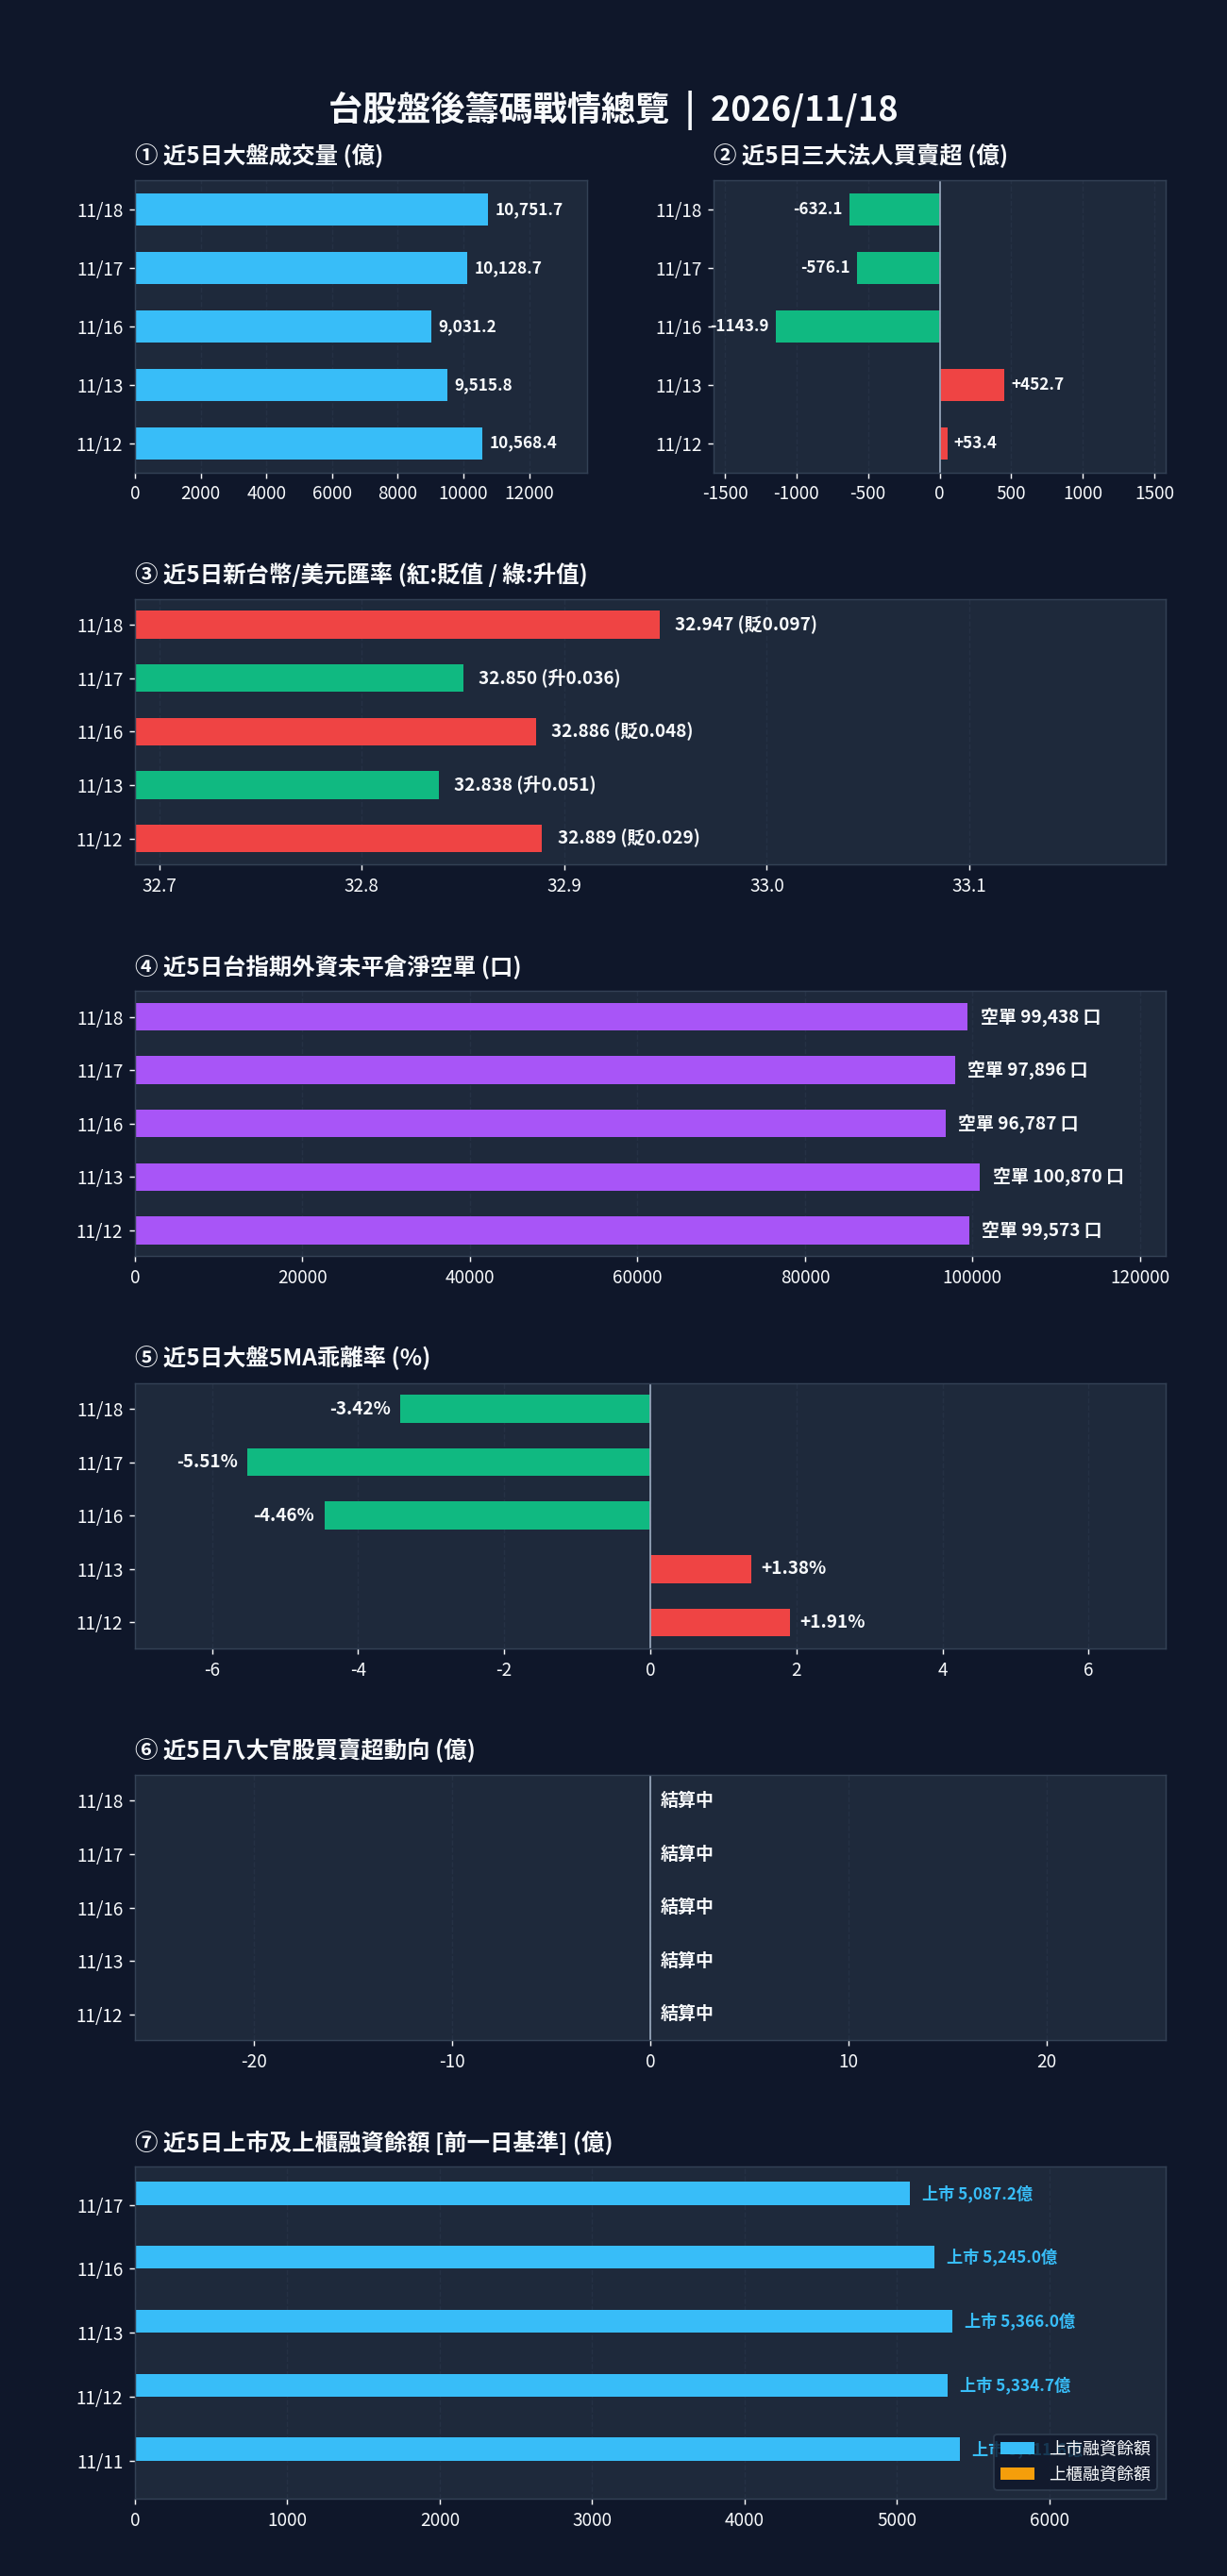 台股盤後籌碼戰情總覽 | 2026/11/18
① 近5日大盤成交量 (億)
11/18 10,751.7
11/17 10,128.7
11/16 9,031.2
11/13 9,515.8
11/12 10,568.4
0 2000 4000 6000 8000 10000 12000
② 近5日三大法人買賣超 (億)
11/18 -632.1
11/17 -576.1
11/16 -1143.9
11/13 +452.7
11/12 +53.4
-1500 -1000 -500 0 500 1000 1500
③ 近5日新台幣/美元匯率 (紅:貶值 / 綠:升值)
11/18 32.947 (貶0.097)
11/17 32.850 (升0.036)
11/16 32.886 (貶0.048)
11/13 32.838 (升0.051)
11/12 32.889 (貶0.029)
32.7 32.8 32.9 33.0 33.1
④ 近5日台指期外資未平倉淨空單 (口)
11/18 空單 99,438 口
11/17 空單 97,896 口
11/16 空單 96,787 口
11/13 空單 100,870 口
11/12 空單 99,573 口
0 20000 40000 60000 80000 100000 120000
⑤ 近5日大盤5MA乖離率 (%)
11/18 -3.42%
11/17 -5.51%
11/16 -4.46%
11/13 +1.38%
11/12 +1.91%
-6 -4 -2 0 2 4 6
⑥ 近5日八大官股買賣超動向 (億)
11/18 結算中
11/17 結算中
11/16 結算中
11/13 結算中
11/12 結算中
-20 -10 0 10 20
⑦ 近5日上市及上櫃融資餘額 [前一日基準] (億)
11/17 上市 5,087.2億
11/16 上市 5,245.0億
11/13 上市 5,366.0億
11/12 上市 5,334.7億
11/11
上市融資餘額
上櫃融資餘額
0 1000 2000 3000 4000 5000 6000